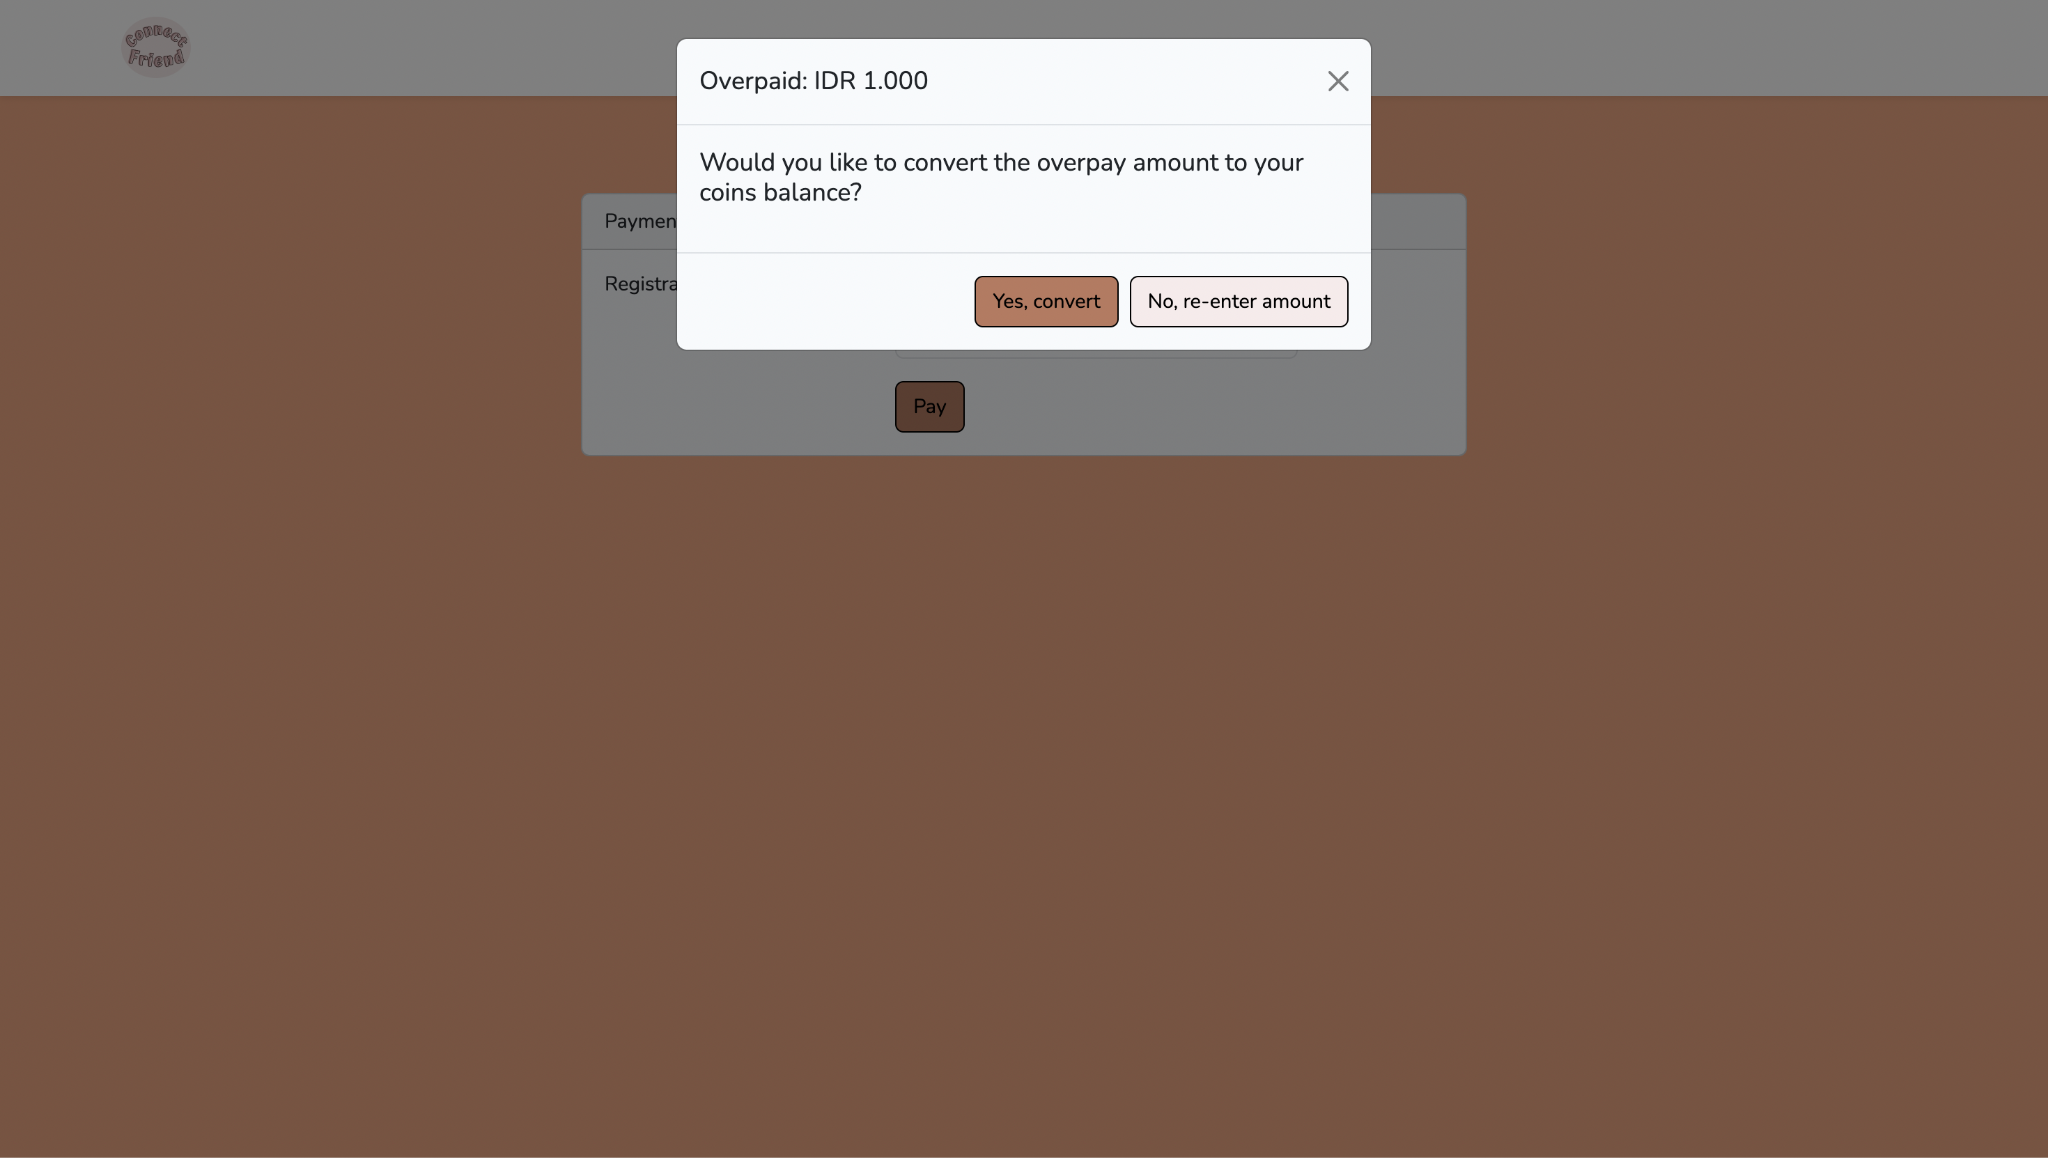 Connect
Friend
Overpaid: IDR 1.000
Would you like to convert the overpay amount to your
coins balance?
Yes, convert
No, re-enter amount
Paymen
Registra
Pay